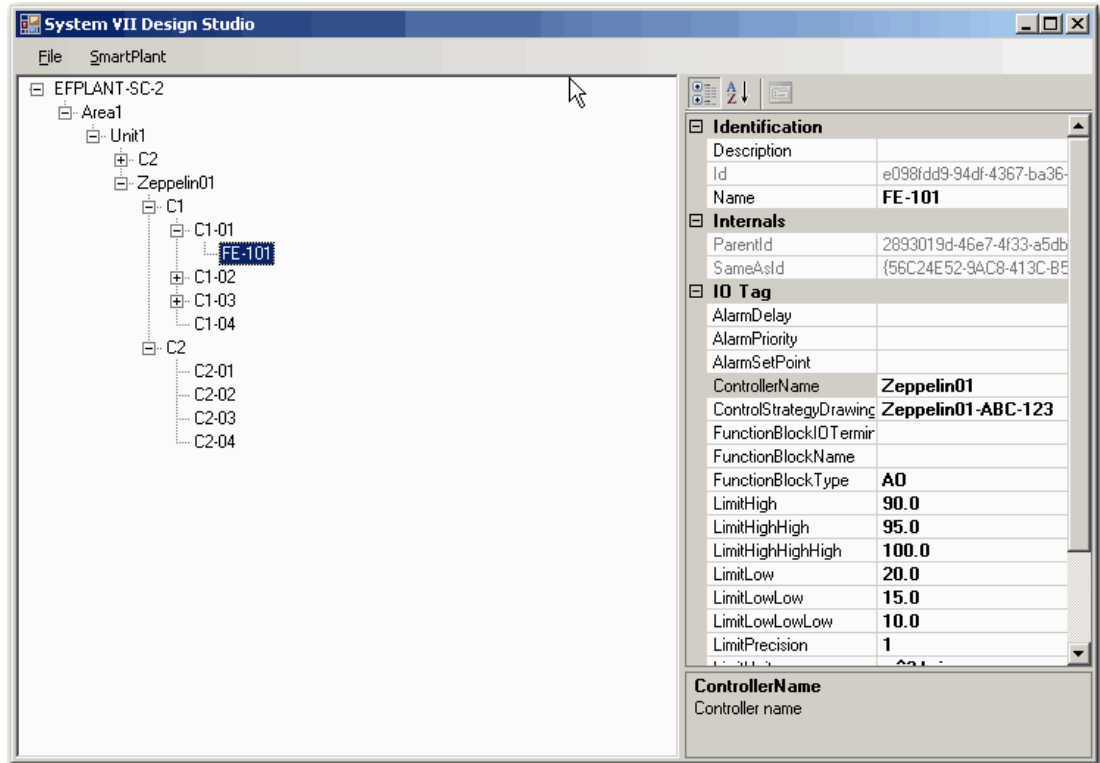 System VII Design Studio
File SmartPlant
EFPLANT-SC-2
Area1
Unit1
C2
Zeppelin01
C1
C1-01
FE-101
C1-02
C1-03
C1-04
C2
C2-01
C2-02
C2-03
C2-04
Identification
Description
Id e098fdd9-94df-4367-ba36-
Name FE-101
Internals
ParentId 2893019d-46e7-4f33-a5db
SameAsId {56C24E52-9AC8-413C-B5
IO Tag
AlarmDelay
AlarmPriority
AlarmSetPoint
ControllerName Zeppelin01
ControlStrategyDrawing Zeppelin01-ABC-123
FunctionBlockIOTermir
FunctionBlockName
FunctionBlockType AO
LimitHigh 90.0
LimitHighHigh 95.0
LimitHighHighHigh 100.0
LimitLow 20.0
LimitLowLow 15.0
LimitLowLowLow 10.0
LimitPrecision 1
ControllerName
Controller name